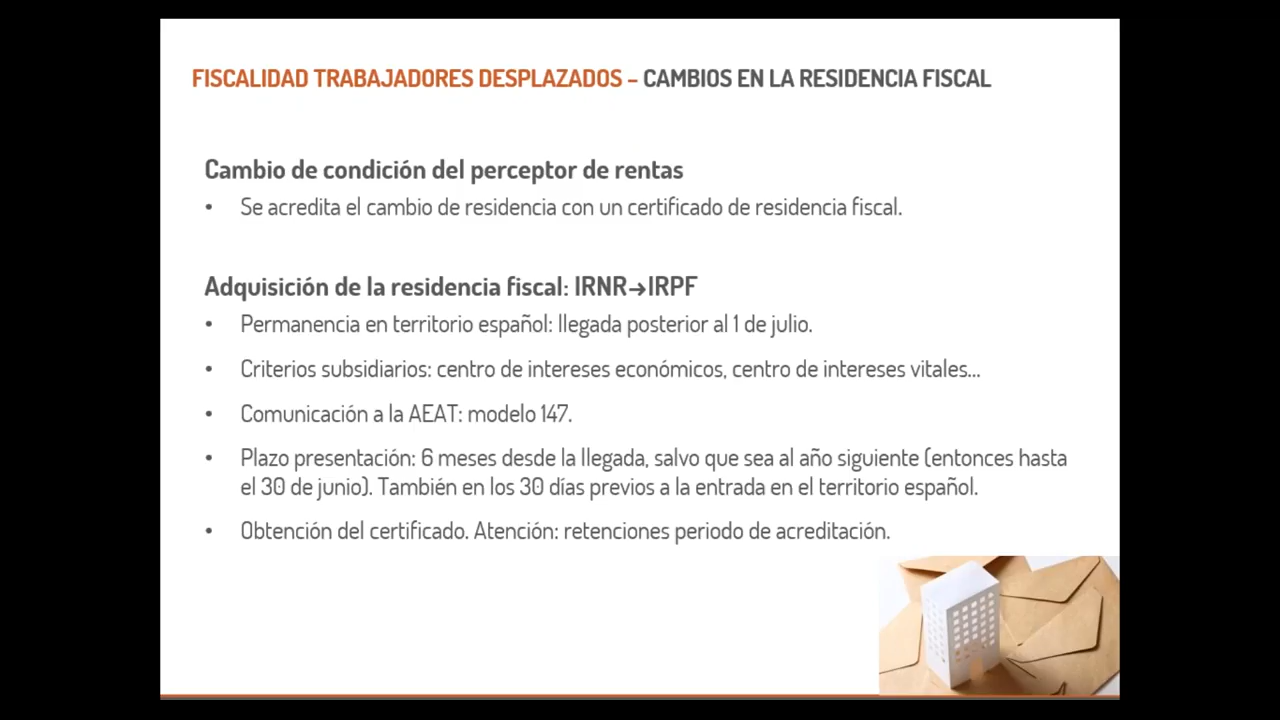 FISCALIDAD TRABAJADORES DESPLAZADOS – CAMBIOS EN LA RESIDENCIA FISCAL
Cambio de condición del perceptor de rentas
• Se acredita el cambio de residencia con un certificado de residencia fiscal.
Adquisición de la residencia fiscal: IRNR→IRPF
• Permanencia en territorio español: llegada posterior al 1 de julio.
• Criterios subsidiarios: centro de intereses económicos, centro de intereses vitales...
• Comunicación a la AEAT: modelo 147.
• Plazo presentación: 6 meses desde la llegada, salvo que sea al año siguiente (entonces hasta
el 30 de junio). También en los 30 días previos a la entrada en el territorio español.
• Obtención del certificado. Atención: retenciones periodo de acreditación.